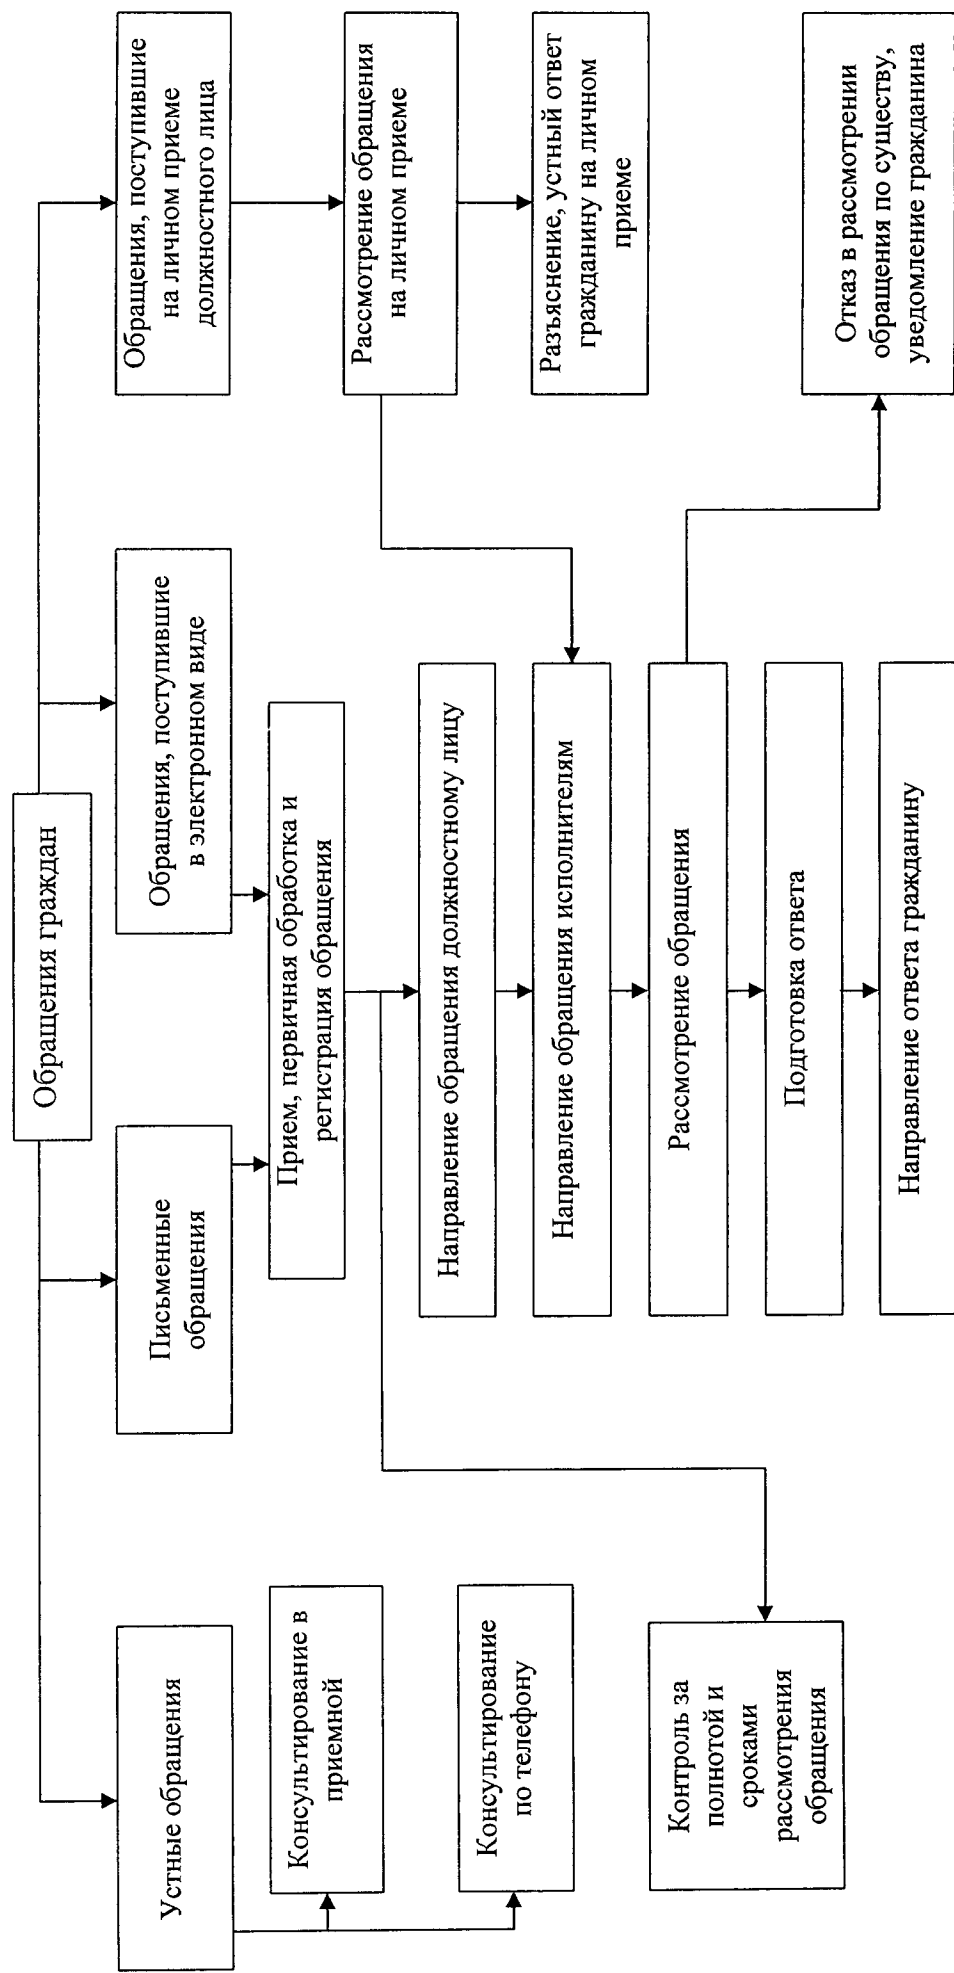 Обращения граждан
Устные обращения
Письменные
обращения
Обращения, поступившие
в электронном виде
Обращения, поступившие
на личном приеме
должностного лица
Консультирование в
приемной
Прием, первичная обработка и
регистрация обращения
Рассмотрение обращения
на личном приеме
Консультирование
по телефону
Направление обращения должностному лицу
Направление обращения исполнителям
Разъяснение, устный ответ
гражданину на личном
приеме
Контроль за
полнотой и
сроками
рассмотрения
обращения
Рассмотрение обращения
Подготовка ответа
Направление ответа гражданину
Отказ в рассмотрении
обращения по существу,
уведомление гражданина